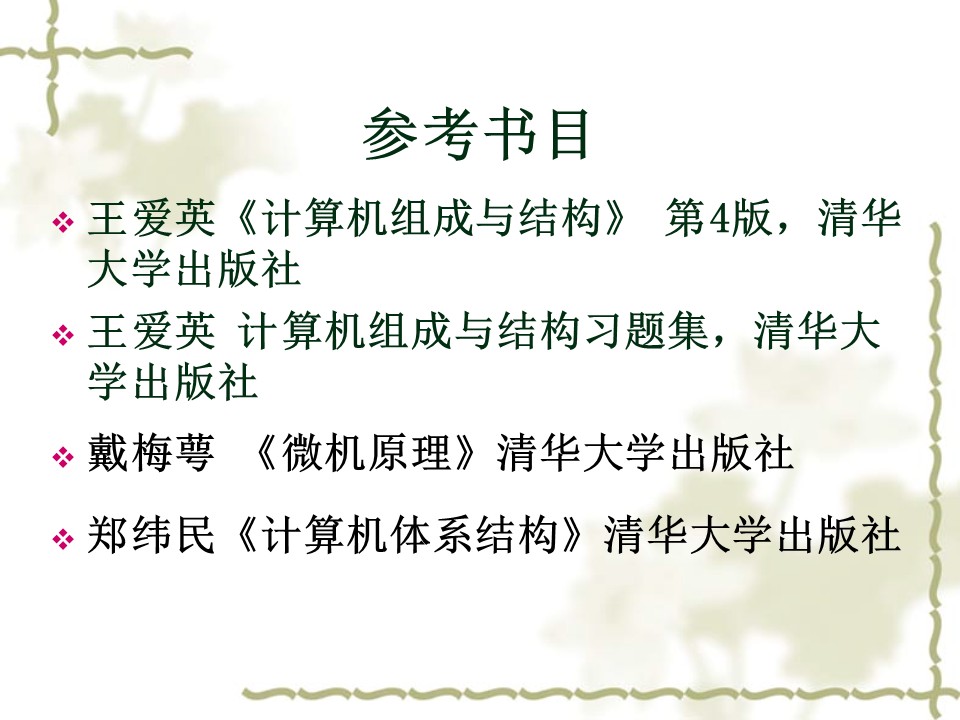 参考书目
王爱英《计算机组成与结构》 第4版，清华
大学出版社
王爱英 计算机组成与结构习题集，清华大
学出版社
戴梅萼 《微机原理》清华大学出版社
郑纬民《计算机体系结构》清华大学出版社